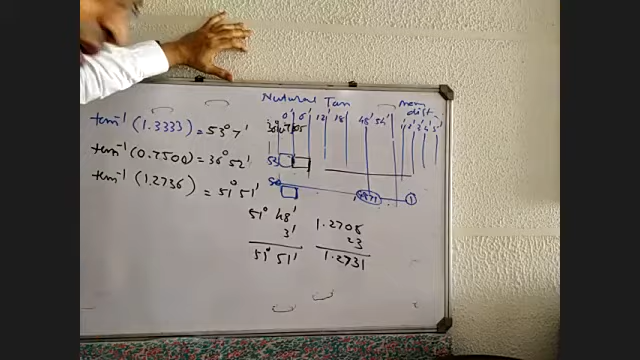 Natural Tan
mean diff.
0' 6' 12' 18' 48' 54' 1' 2' 3' 4' 5'
tan⁻¹ (1.3333) = 53° 7'
tan⁻¹ (0.7500) = 36° 52'
53
tan⁻¹ (1.2736) = 51° 51'
50
51° 48' 1.2708
3' 23
51° 51' 1.2731